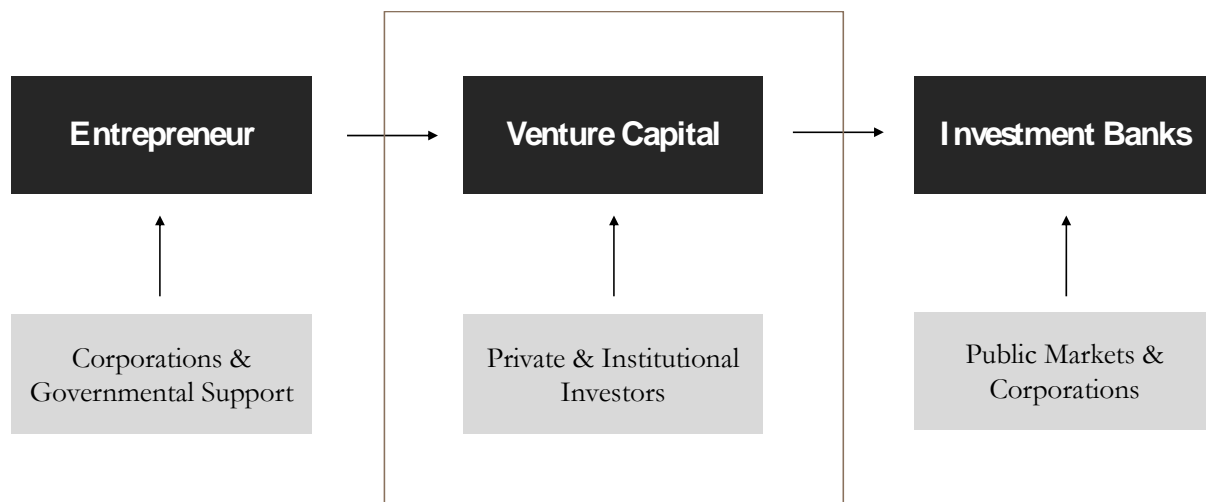 Entrepreneur
Venture Capital
Investment Banks
Corporations &
Governmental Support
Private & Institutional
Investors
Public Markets &
Corporations